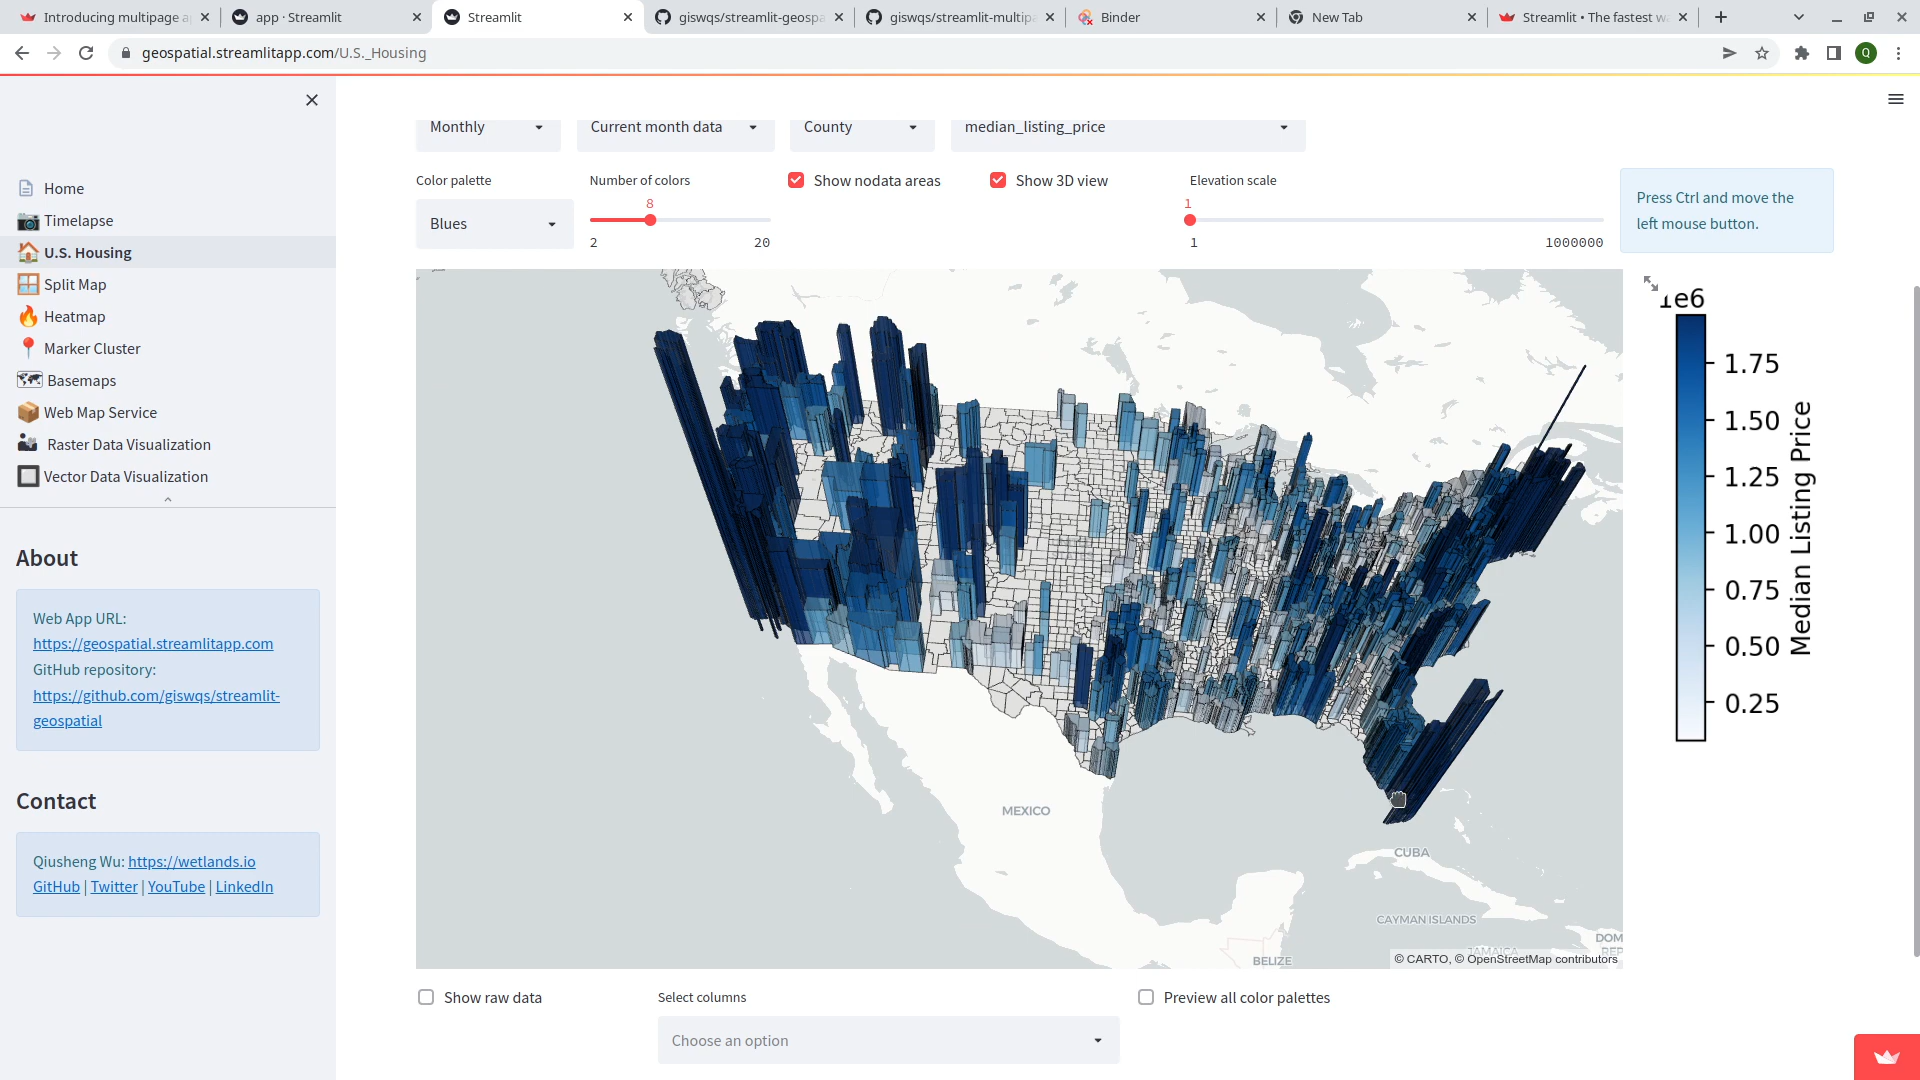 Introducing multipage a
app · Streamlit
Streamlit
giswqs/streamlit-geospa
giswqs/streamlit-multipa
Binder
New Tab
Streamlit • The fastest wa
geospatial.streamlitapp.com/U.S._Housing
Q
Home
Timelapse
U.S. Housing
Split Map
Heatmap
Marker Cluster
Basemaps
Web Map Service
Raster Data Visualization
Vector Data Visualization
About
Web App URL:
https://geospatial.streamlitapp.com
GitHub repository:
https://github.com/giswqs/streamlit-
geospatial
Contact
Qiusheng Wu: https://wetlands.io
GitHub | Twitter | YouTube | LinkedIn
Monthly
Current month data
County
median_listing_price
Color palette
Blues
Number of colors
8
2 20
Show nodata areas
Show 3D view
Elevation scale
1
1 1000000
Press Ctrl and move the
left mouse button.
1e6
1.75
1.50
1.25
1.00
0.75
0.50
0.25
Median Listing Price
MEXICO
CUBA
CAYMAN ISLANDS
JAMAICA
DOM
REP
BELIZE
© CARTO, © OpenStreetMap contributors
Show raw data
Select columns
Choose an option
Preview all color palettes